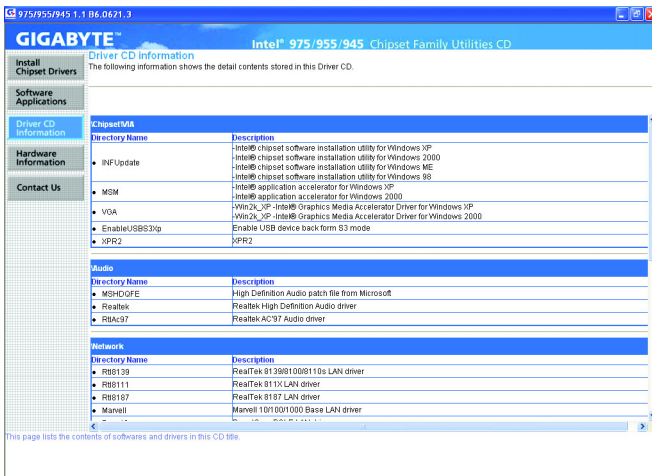 975/955/945 1.1 B6.0621.3
GIGABYTE™
Intel® 975/955/945 Chipset Family Utilities CD
Install
Chipset Drivers
Software
Applications
Driver CD
Information
Hardware
Information
Contact Us
Driver CD Information
The following information shows the detail contents stored in this Driver CD.
\Chipset\VIA
Directory Name Description
INFUpdate
-Intel® chipset software installation utility for Windows XP
-Intel® chipset software installation utility for Windows 2000
-Intel® chipset software installation utility for Windows ME
-Intel® chipset software installation utility for Windows 98
MSM
-Intel® application accelerator for Windows XP
-Intel® application accelerator for Windows 2000
VGA
-Win2k_XP -Intel® Graphics Media Accelerator Driver for Windows XP
-Win2k_XP -Intel® Graphics Media Accelerator Driver for Windows 2000
EnableUSBS3Xp Enable USB device back form S3 mode
XPR2 XPR2
\Audio
Directory Name Description
MSHDQFE High Definition Audio patch file from Microsoft
Realtek Realtek High Definition Audio driver
RtlAc97 Realtek AC'97 Audio driver
\Network
Directory Name Description
Rtl8139 RealTek 8139/8100/8110s LAN driver
Rtl8111 RealTek 811X LAN driver
Rtl8187 RealTek 8187 LAN driver
Marvell Marvell 10/100/1000 Base LAN driver
This page lists the contents of softwares and drivers in this CD title.